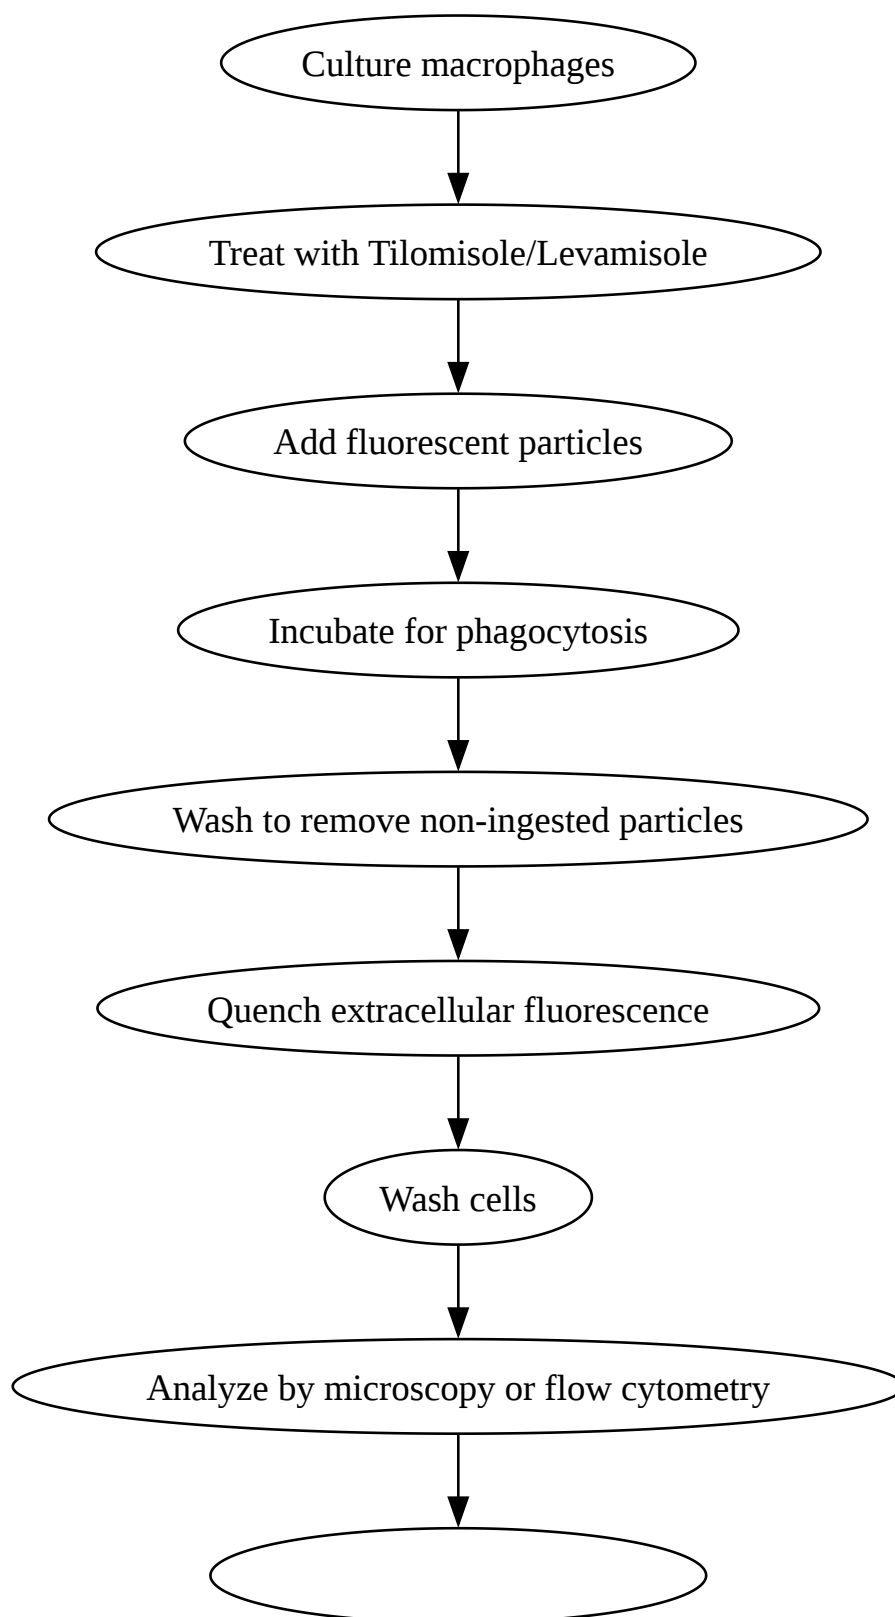 Culture macrophages
Treat with Tilomisole/Levamisole
Add fluorescent particles
Incubate for phagocytosis
Wash to remove non-ingested particles
Quench extracellular fluorescence
Wash cells
Analyze by microscopy or flow cytometry